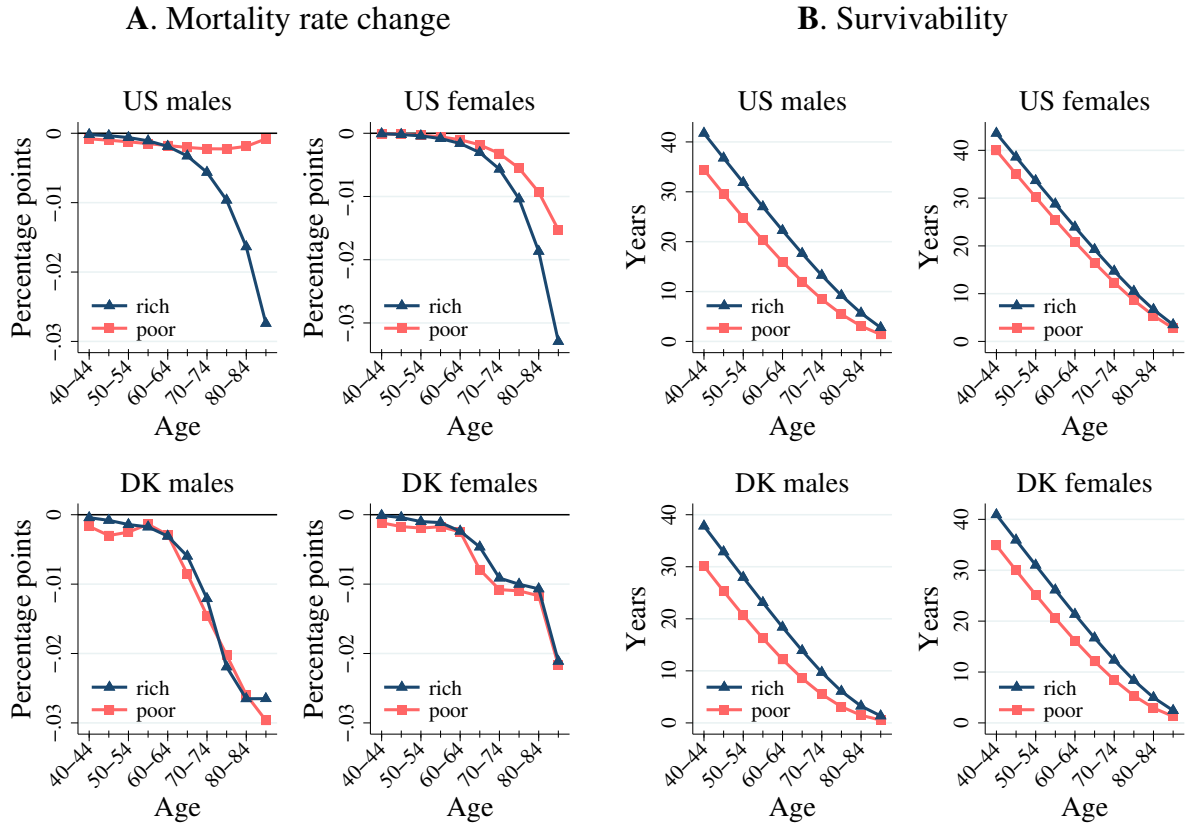 A. Mortality rate change
B. Survivability
US males
US females
US males
US females
Percentage points
0
-.01
-.02
-.03
rich
poor
40–44
50–54
60–64
70–74
80–84
Age
Percentage points
0
-.01
-.02
-.03
rich
poor
40–44
50–54
60–64
70–74
80–84
Age
Years
40
30
20
10
0
rich
poor
40–44
50–54
60–64
70–74
80–84
Age
Years
40
30
20
10
0
rich
poor
40–44
50–54
60–64
70–74
80–84
Age
DK males
DK females
DK males
DK females
Percentage points
0
-.01
-.02
-.03
rich
poor
40–44
50–54
60–64
70–74
80–84
Age
Percentage points
0
-.01
-.02
-.03
rich
poor
40–44
50–54
60–64
70–74
80–84
Age
Years
40
30
20
10
0
rich
poor
40–44
50–54
60–64
70–74
80–84
Age
Years
40
30
20
10
0
rich
poor
40–44
50–54
60–64
70–74
80–84
Age